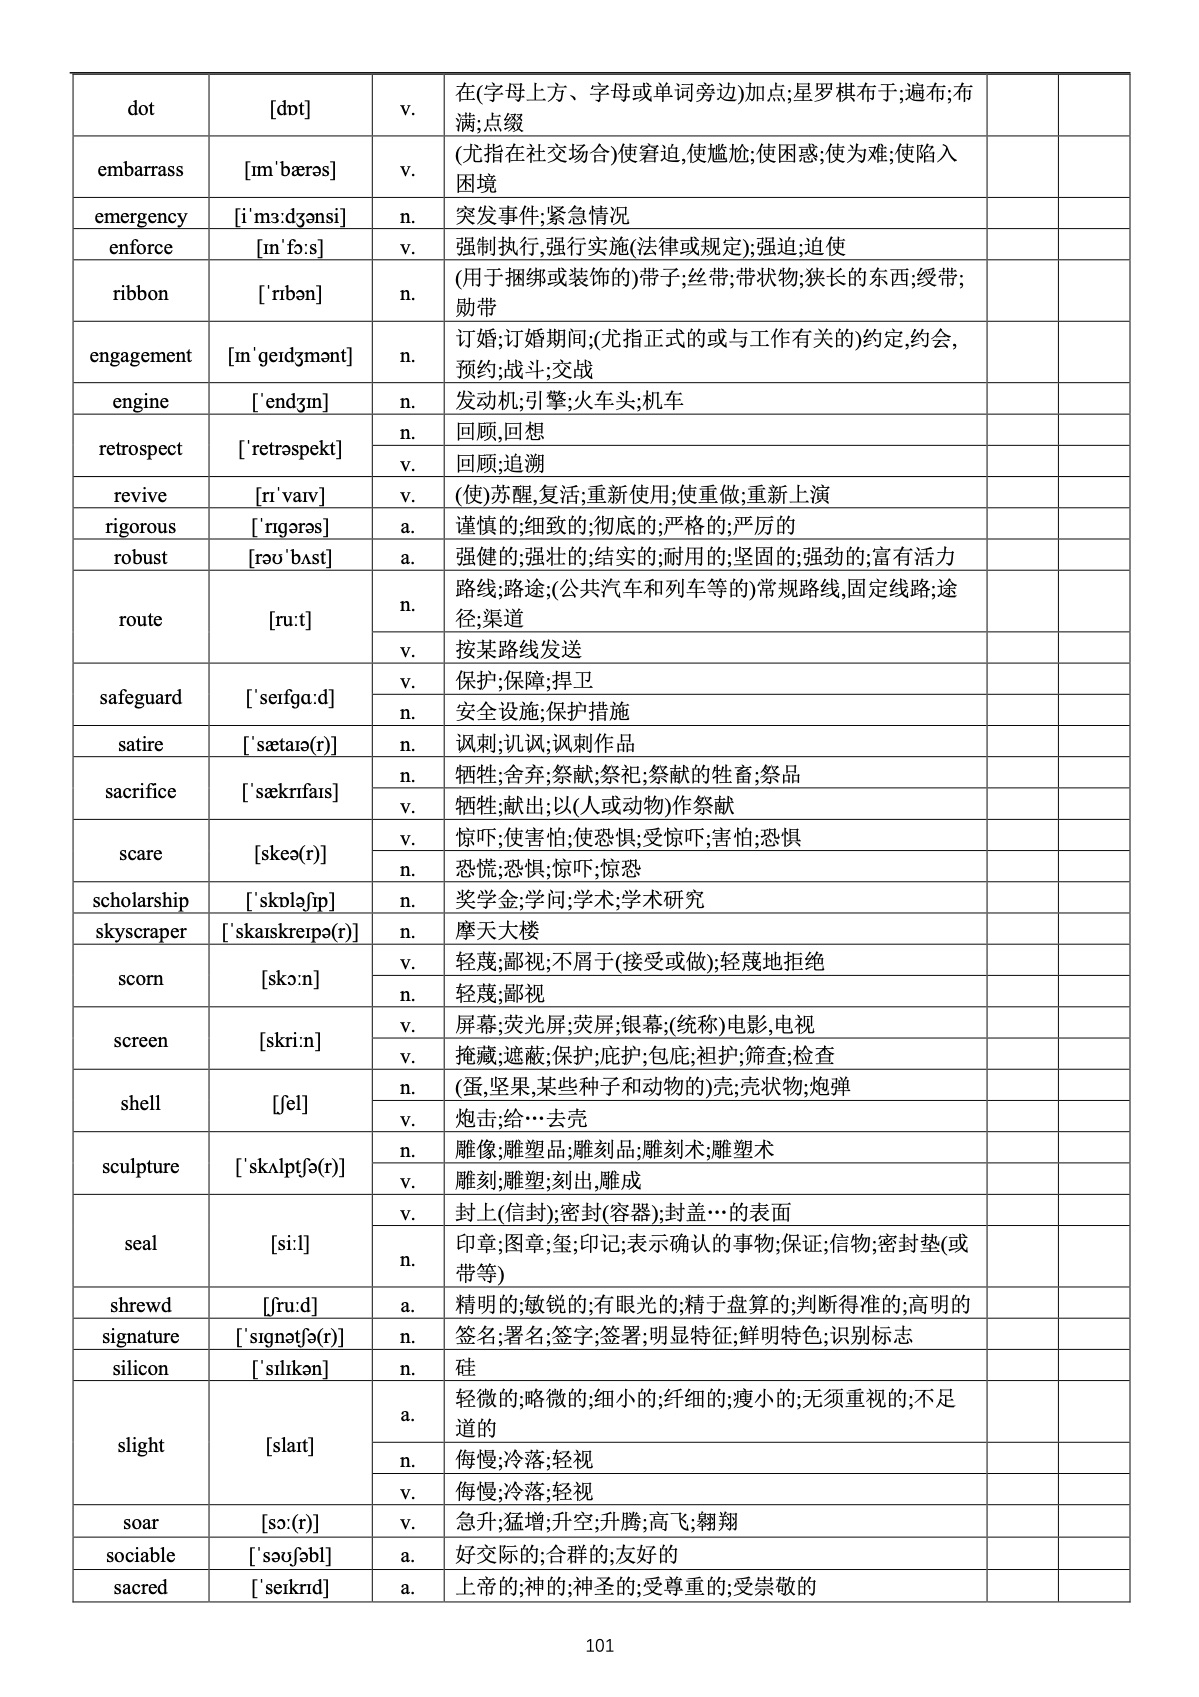 dot [dɒt] v. 在(字母上方、字母或单词旁边)加点;星罗棋布于;遍布;布
满;点缀
embarrass [ɪmˈbærəs] v. (尤指在社交场合)使窘迫,使尴尬;使困惑;使为难;使陷入
困境
emergency [iˈmɜːdʒənsi] n. 突发事件;紧急情况
enforce [ɪnˈfɔːs] v. 强制执行,强行实施(法律或规定);强迫;迫使
ribbon [ˈrɪbən] n. (用于捆绑或装饰的)带子;丝带;带状物;狭长的东西;绶带;
勋带
engagement [ɪnˈɡeɪdʒmənt] n. 订婚;订婚期间;(尤指正式的或与工作有关的)约定,约会,
预约;战斗;交战
engine [ˈendʒɪn] n. 发动机;引擎;火车头;机车
retrospect [ˈretrəspekt] n. 回顾,回想
v. 回顾;追溯
revive [rɪˈvaɪv] v. (使)苏醒,复活;重新使用;使重做;重新上演
rigorous [ˈrɪɡərəs] a. 谨慎的;细致的;彻底的;严格的;严厉的
robust [rəʊˈbʌst] a. 强健的;强壮的;结实的;耐用的;坚固的;强劲的;富有活力
route [ruːt] n. 路线;路途;(公共汽车和列车等的)常规路线,固定线路;途
径;渠道
v. 按某路线发送
safeguard [ˈseɪfɡɑːd] v. 保护;保障;捍卫
n. 安全设施;保护措施
satire [ˈsætaɪə(r)] n. 讽刺;讥讽;讽刺作品
sacrifice [ˈsækrɪfaɪs] n. 牺牲;舍弃;祭献;祭祀;祭献的牲畜;祭品
v. 牺牲;献出;以(人或动物)作祭献
scare [skeə(r)] v. 惊吓;使害怕;使恐惧;受惊吓;害怕;恐惧
n. 恐慌;恐惧;惊吓;惊恐
scholarship [ˈskɒləʃɪp] n. 奖学金;学问;学术;学术研究
skyscraper [ˈskaɪskreɪpə(r)] n. 摩天大楼
scorn [skɔːn] v. 轻蔑;鄙视;不屑于(接受或做);轻蔑地拒绝
n. 轻蔑;鄙视
screen [skriːn] v. 屏幕;荧光屏;荧屏;银幕;(统称)电影,电视
v. 掩藏;遮蔽;保护;庇护;包庇;袒护;筛查;检查
shell [ʃel] n. (蛋,坚果,某些种子和动物的)壳;壳状物;炮弹
v. 炮击;给…去壳
sculpture [ˈskʌlptʃə(r)] n. 雕像;雕塑品;雕刻品;雕刻术;雕塑术
v. 雕刻;雕塑;刻出,雕成
seal [siːl] v. 封上(信封);密封(容器);封盖…的表面
n. 印章;图章;玺;印记;表示确认的事物;保证;信物;密封垫(或
带等)
shrewd [ʃruːd] a. 精明的;敏锐的;有眼光的;精于盘算的;判断得准的;高明的
signature [ˈsɪɡnətʃə(r)] n. 签名;署名;签字;签署;明显特征;鲜明特色;识别标志
silicon [ˈsɪlɪkən] n. 硅
slight [slaɪt] a. 轻微的;略微的;细小的;纤细的;瘦小的;无须重视的;不足
道的
n. 侮慢;冷落;轻视
v. 侮慢;冷落;轻视
soar [sɔː(r)] v. 急升;猛增;升空;升腾;高飞;翱翔
sociable [ˈsəʊʃəbl] a. 好交际的;合群的;友好的
sacred [ˈseɪkrɪd] a. 上帝的;神的;神圣的;受尊重的;受崇敬的
101